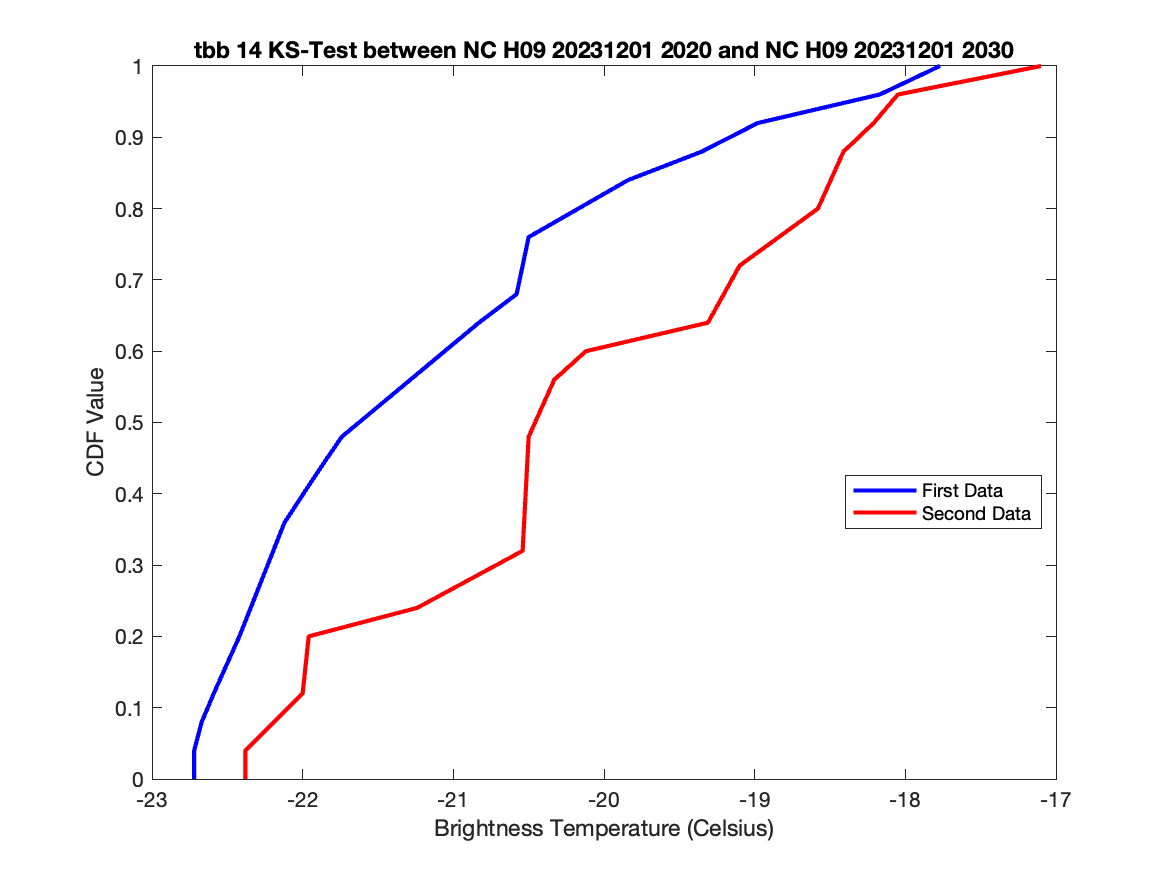 tbb 14 KS-Test between NC H09 20231201 2020 and NC H09 20231201 2030
1
0.9
0.8
0.7
0.6
0.5
0.4
0.3
0.2
0.1
0
CDF Value
First Data
Second Data
-23 -22 -21 -20 -19 -18 -17
Brightness Temperature (Celsius)